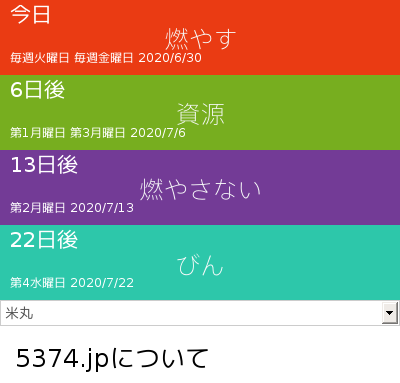 今日
燃やす
毎週火曜日 毎週金曜日 2020/6/30
6日後
資源
第1月曜日 第3月曜日 2020/7/6
13日後
燃やさない
第2月曜日 2020/7/13
22日後
びん
第4水曜日 2020/7/22
米丸
5374.jpについて